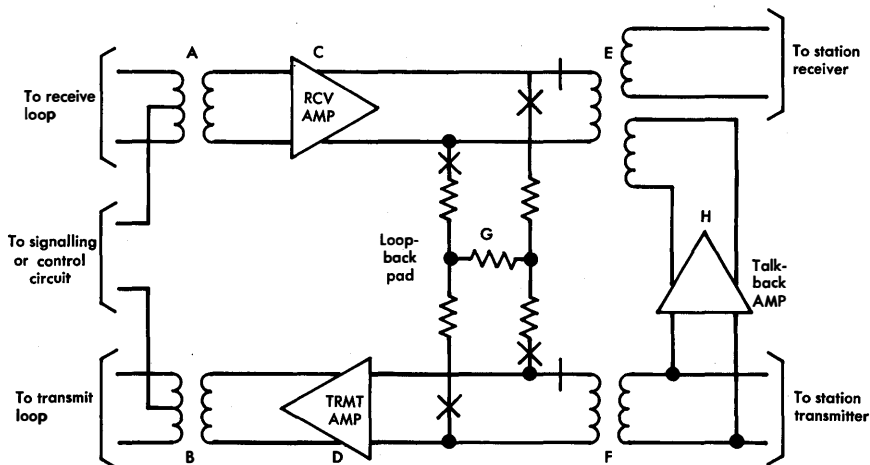 A
C
E
To station
receiver
To receive
loop
RCV
AMP
To signalling
or control
circuit
Loop-
back
pad
G
H
Talk-
back
AMP
To transmit
loop
TRMT
AMP
To station
transmitter
B
D
F